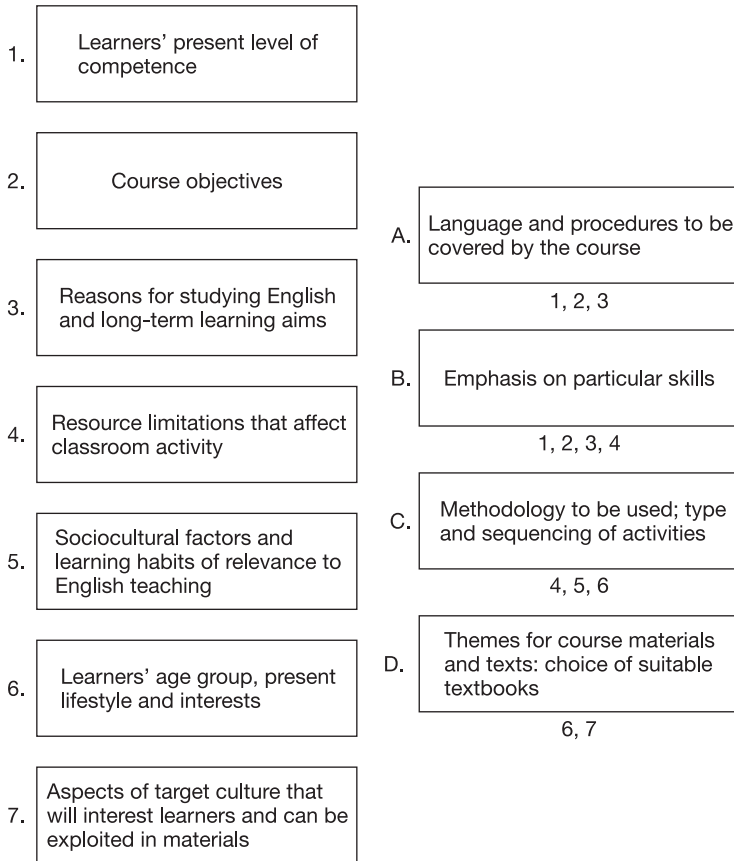 1.
Learners’ present level of
competence
2.
Course objectives
3.
Reasons for studying English
and long-term learning aims
4.
Resource limitations that affect
classroom activity
5.
Sociocultural factors and
learning habits of relevance to
English teaching
6.
Learners’ age group, present
lifestyle and interests
7.
Aspects of target culture that
will interest learners and can be
exploited in materials
A.
Language and procedures to be
covered by the course
1, 2, 3
B.
Emphasis on particular skills
1, 2, 3, 4
C.
Methodology to be used; type
and sequencing of activities
4, 5, 6
D.
Themes for course materials
and texts: choice of suitable
textbooks
6, 7